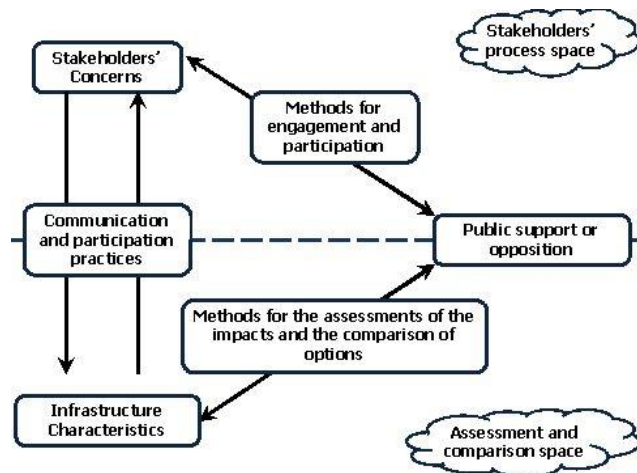 Stakeholders'
process space
Stakeholders'
Concerns
Methods for
engagement and
participation
Communication
and participation
practices
Public support or
opposition
Methods for the assessments of the
impacts and the comparison of
options
Infrastructure
Characteristics
Assessment and
comparison space